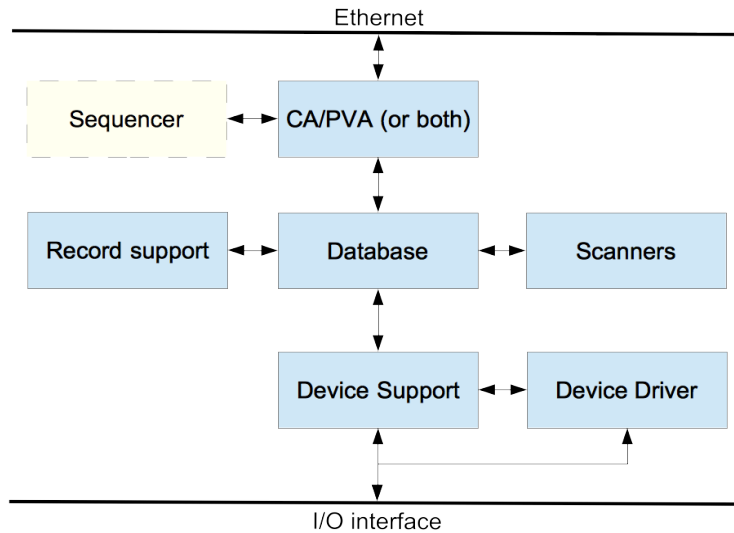 Ethernet
Sequencer
CA/PVA (or both)
Record support
Database
Scanners
Device Support
Device Driver
I/O interface